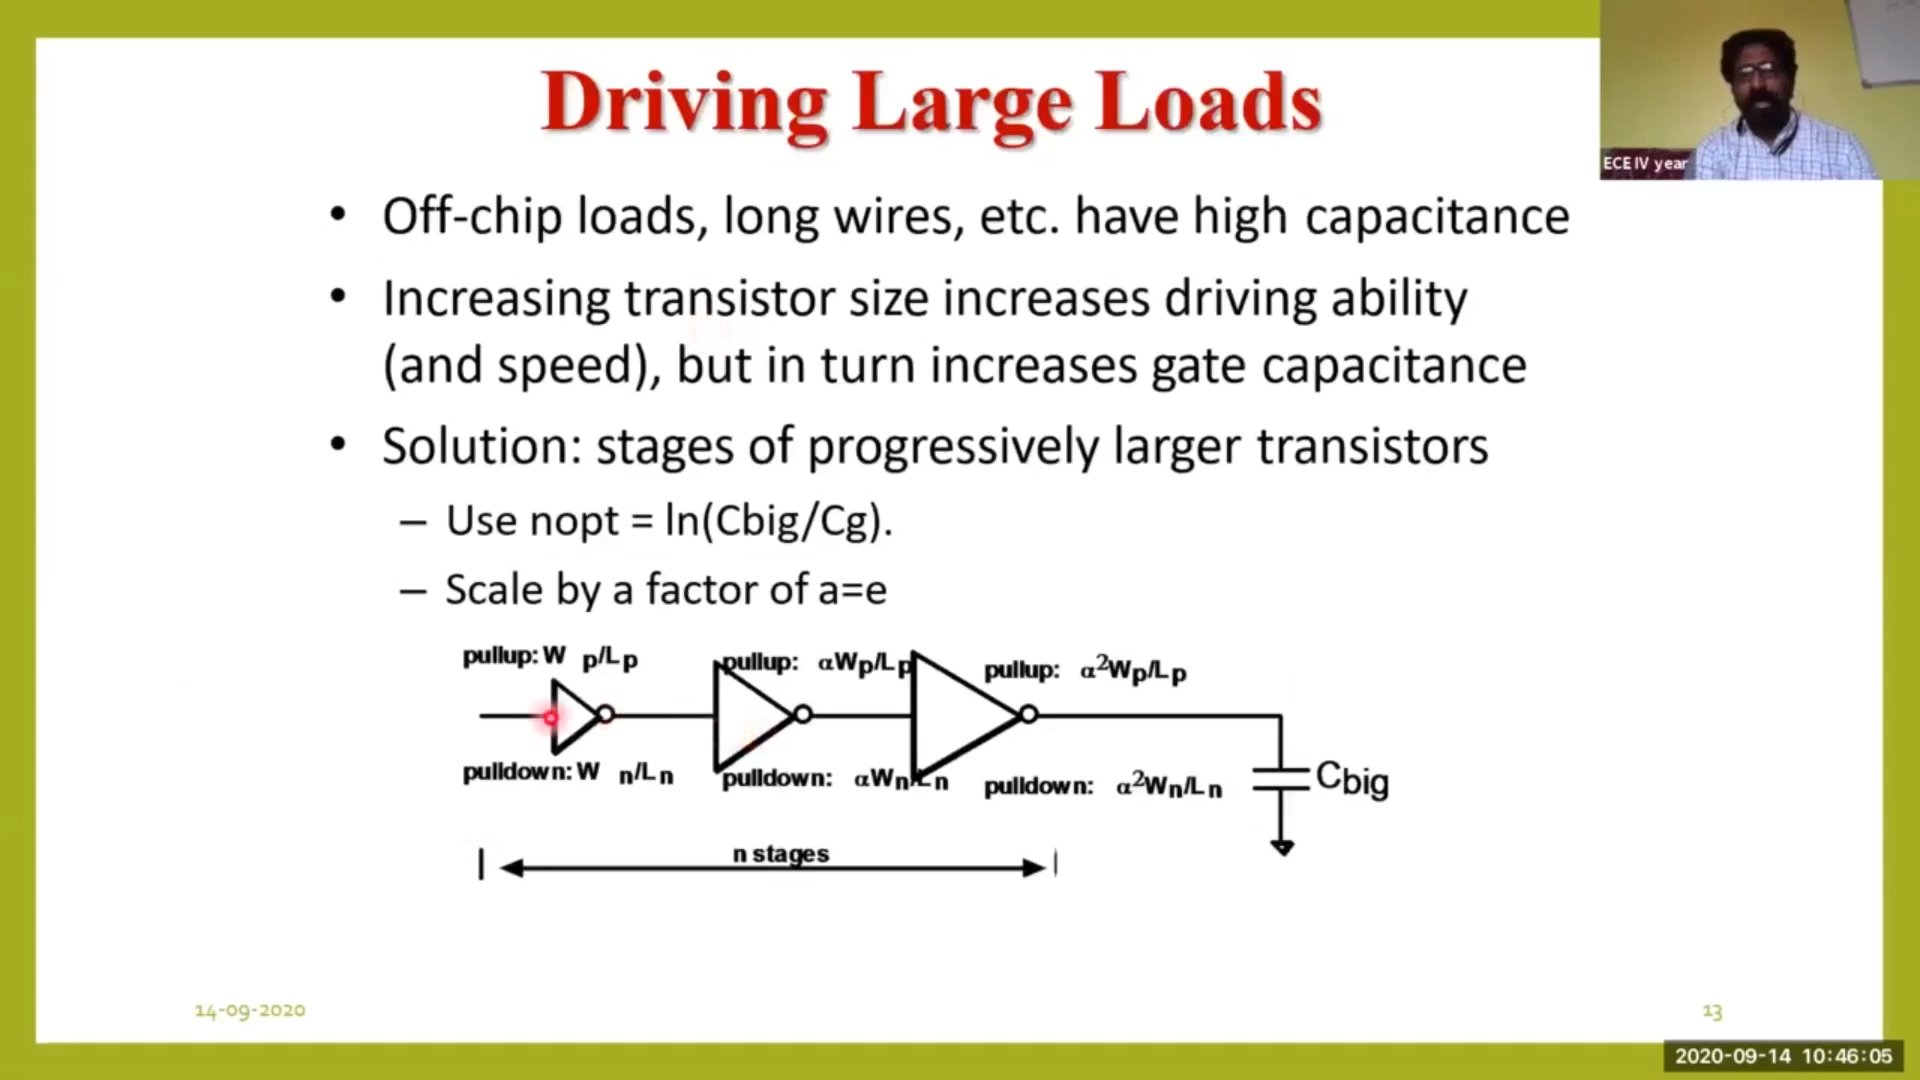 Driving Large Loads
ECE IV year
• Off-chip loads, long wires, etc. have high capacitance
• Increasing transistor size increases driving ability
(and speed), but in turn increases gate capacitance
• Solution: stages of progressively larger transistors
– Use nopt = ln(Cbig/Cg).
– Scale by a factor of a=e
pullup: W p/Lp
pullup: αWp/Lp
pullup: α²Wp/Lp
pulldown: W n/Ln
pulldown: αWn/Ln
pulldown: α²Wn/Ln
Cbig
n stages
14-09-2020
13
2020-09-14 10:46:05